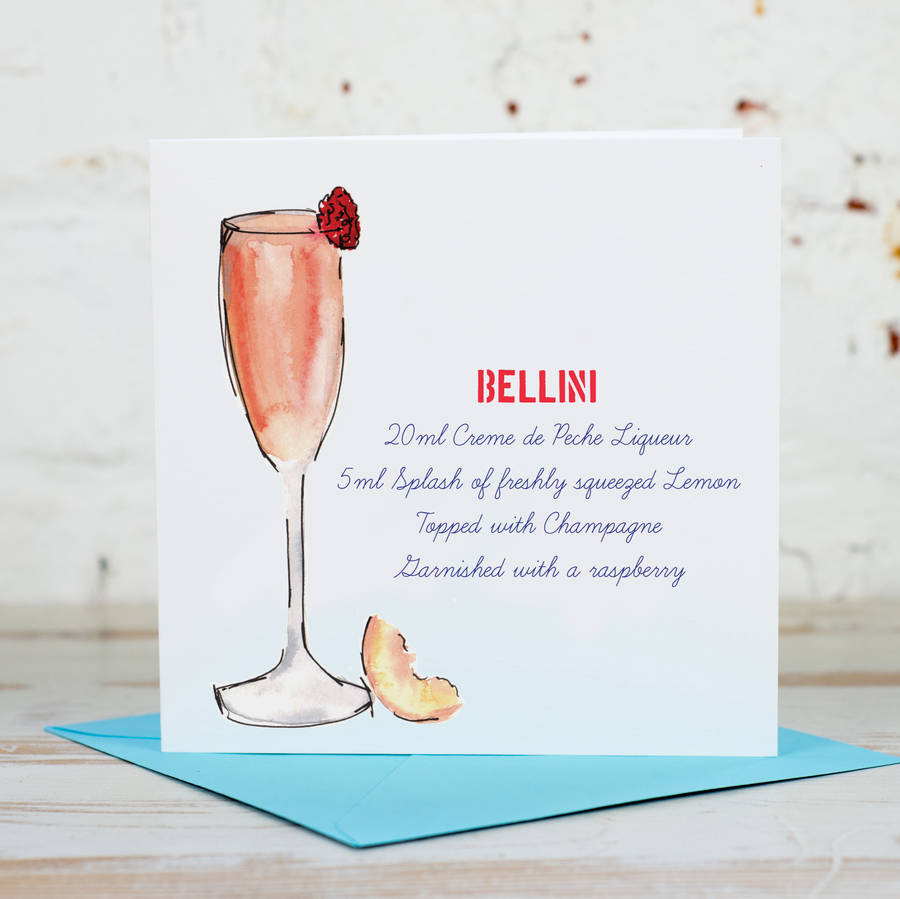 BELLINI
20ml Creme de Peche Liqueur
5ml Splash of freshly squeezed Lemon
Topped with Champagne
Garnished with a raspberry